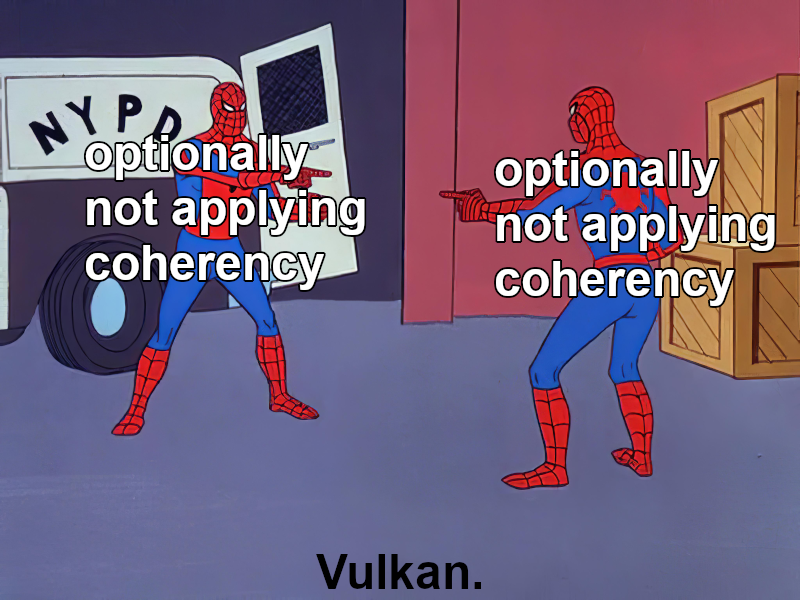 NYPD
optionally
not applying
coherency
optionally
not applying
coherency
Vulkan.